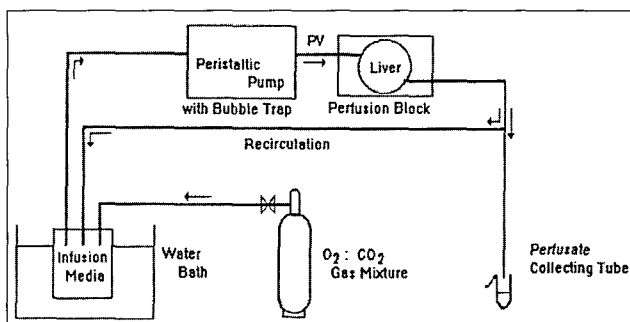 PV
Peristaltic
Pump
Liver
with Bubble Trap
Perfusion Block
Recirculation
Infusion
Media
Water
Bath
O₂ : CO₂
Gas Mixture
Perfusate
Collecting Tube